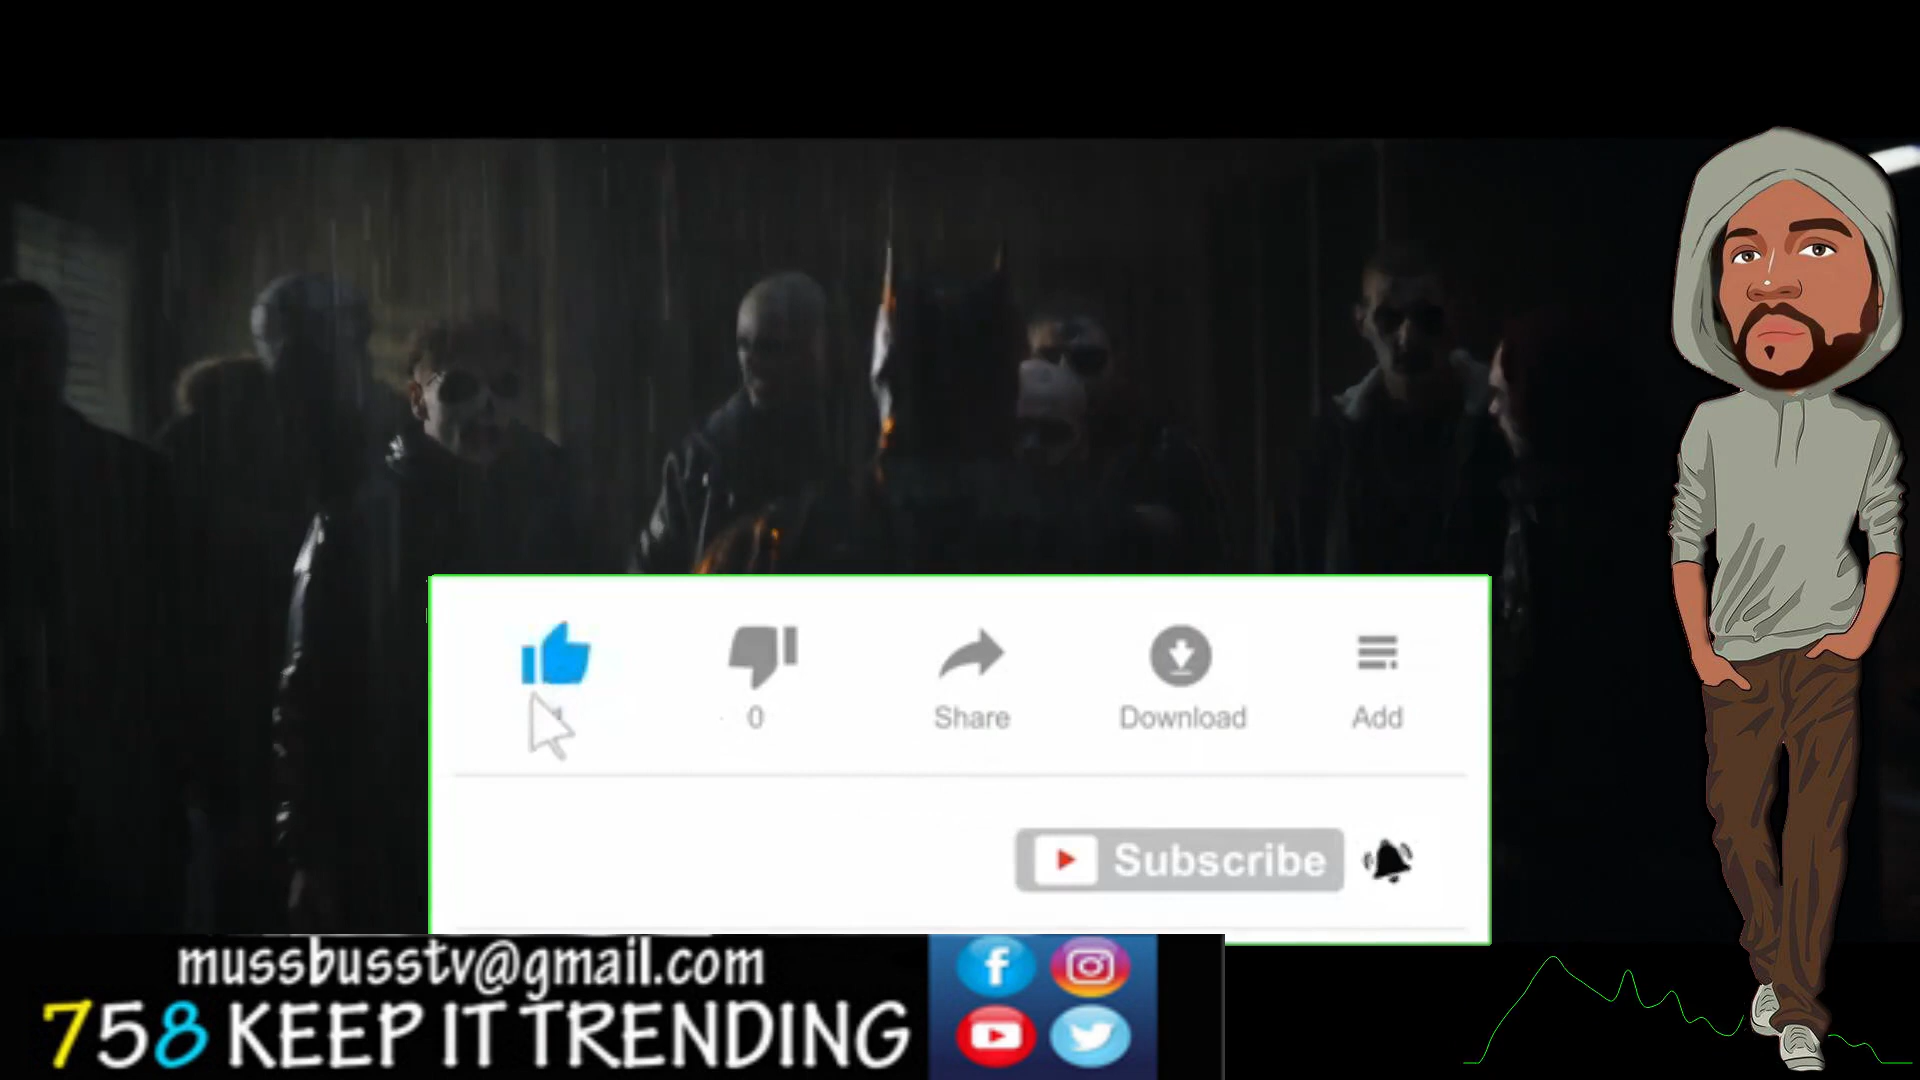 0
Share
Download
Add
Subscribe
mussbusstv@gmail.com
758 KEEP IT TRENDING